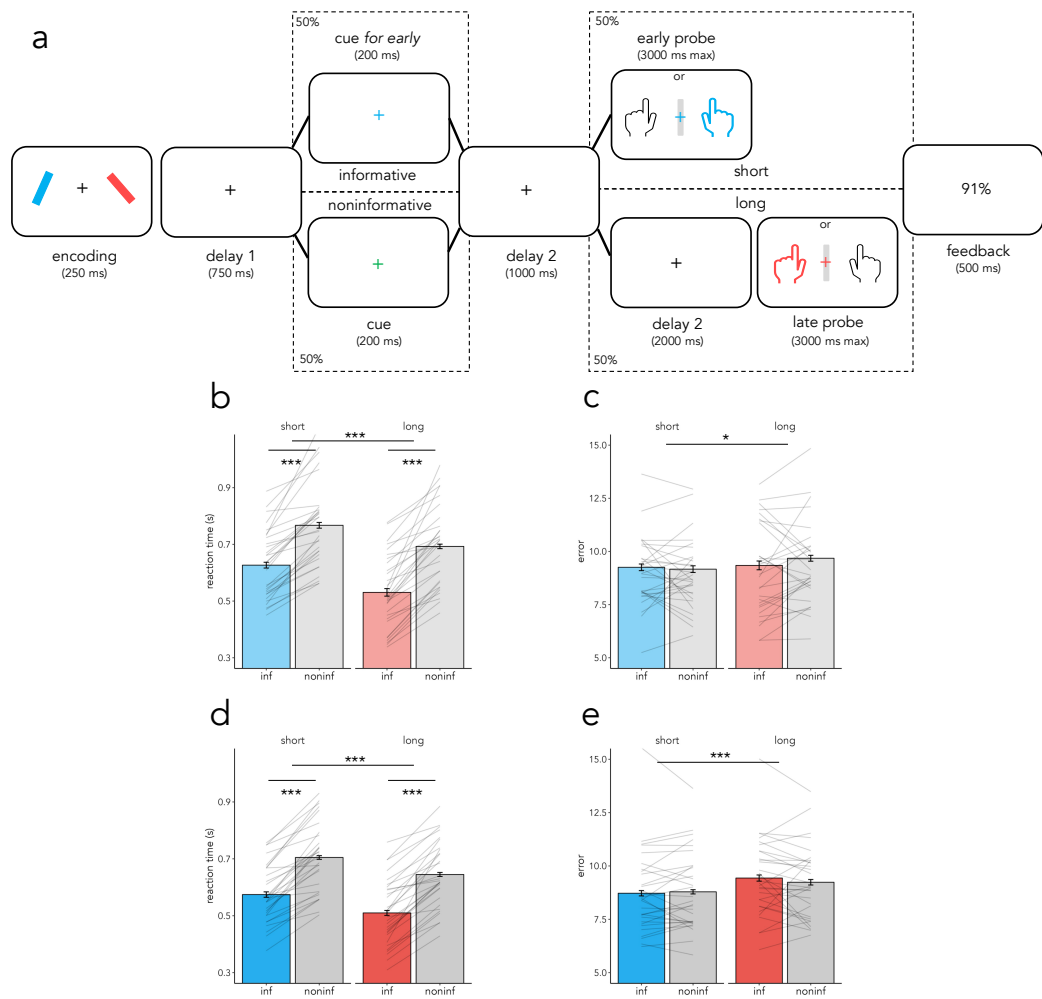 a
50%
cue for early
(200 ms)
informative
noninformative
cue
(200 ms)
50%
encoding
(250 ms)
delay 1
(750 ms)
delay 2
(1000 ms)
50%
early probe
(3000 ms max)
or
short
long
or
delay 2
(2000 ms)
late probe
(3000 ms max)
50%
91%
feedback
(500 ms)
b
short
long
***
***
***
reaction time (s)
0.9
0.7
0.5
0.3
inf
noninf
inf
noninf
c
short
long
*
error
15.0
12.5
10.0
7.5
5.0
inf
noninf
inf
noninf
d
short
long
***
***
***
reaction time (s)
0.9
0.7
0.5
0.3
inf
noninf
inf
noninf
e
short
long
***
error
15.0
12.5
10.0
7.5
5.0
inf
noninf
inf
noninf